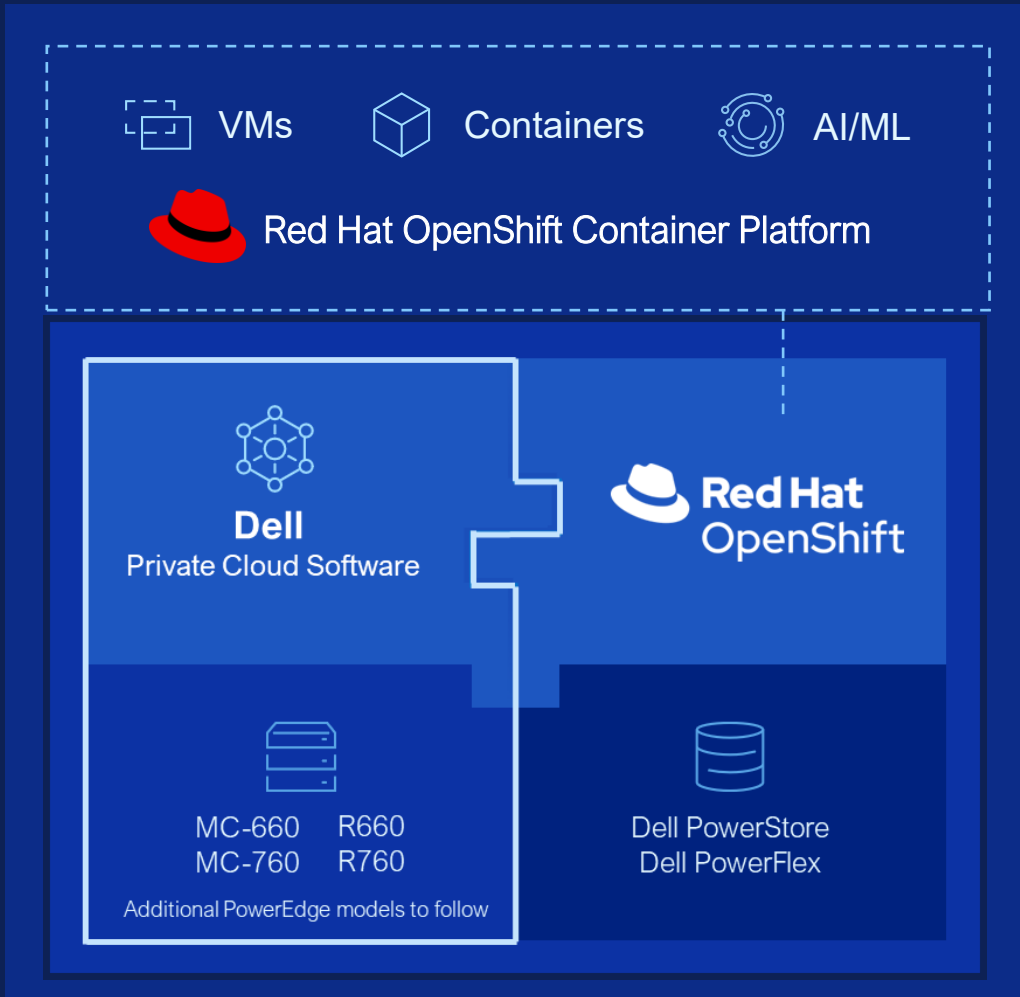 VMs
Containers
AI/ML
Red Hat OpenShift Container Platform
Dell
Private Cloud Software
Red Hat
OpenShift
MC-660 R660
MC-760 R760
Additional PowerEdge models to follow
Dell PowerStore
Dell PowerFlex